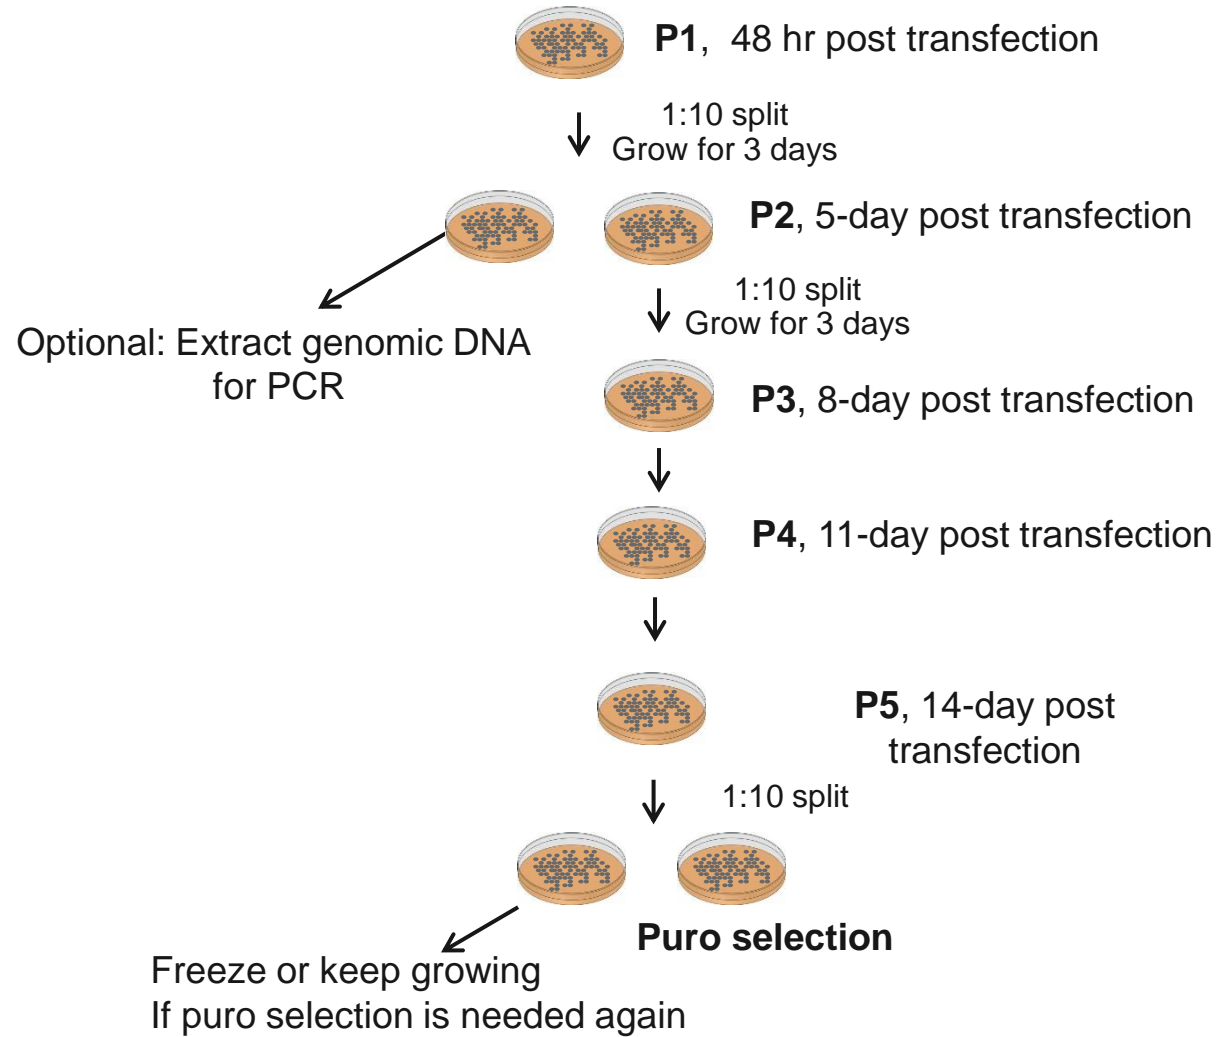 P1, 48 hr post transfection
1:10 split
Grow for 3 days
P2, 5-day post transfection
1:10 split
Grow for 3 days
Optional: Extract genomic DNA
for PCR
P3, 8-day post transfection
P4, 11-day post transfection
P5, 14-day post
transfection
1:10 split
Puro selection
Freeze or keep growing
If puro selection is needed again